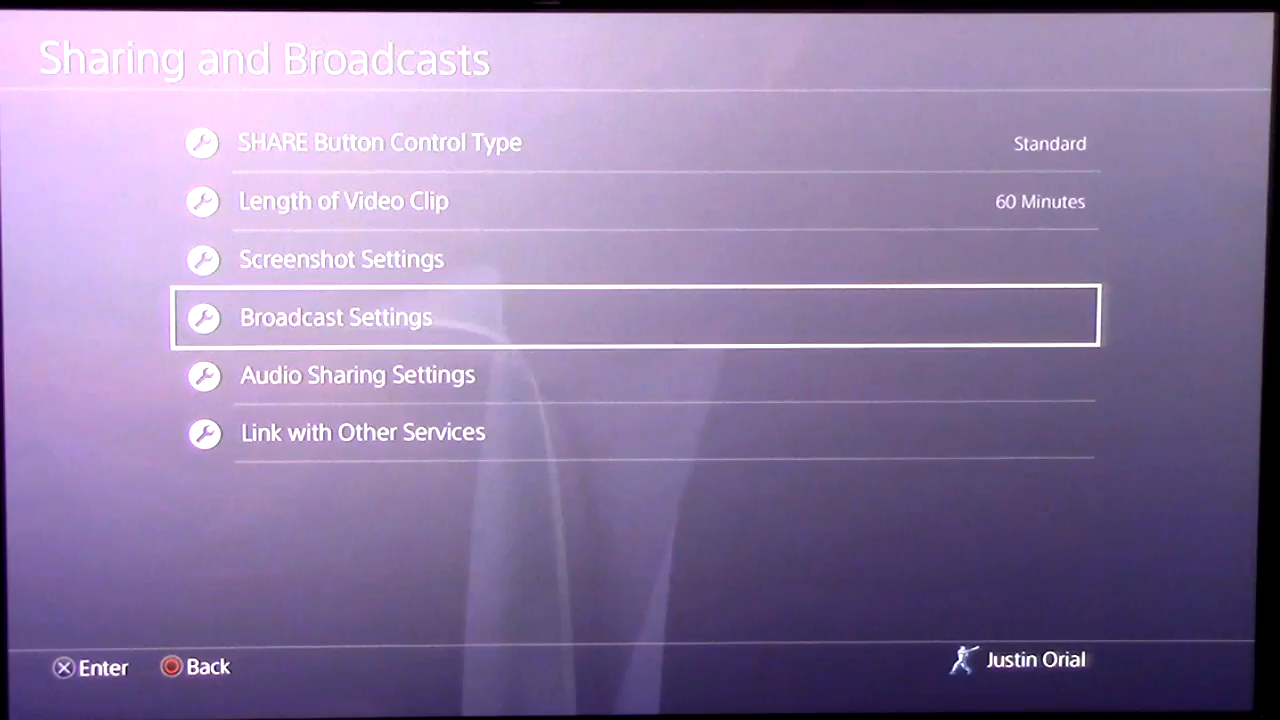 Sharing and Broadcasts
SHARE Button Control Type Standard
Length of Video Clip 60 Minutes
Screenshot Settings
Broadcast Settings
Audio Sharing Settings
Link with Other Services
Enter Back Justin Orial